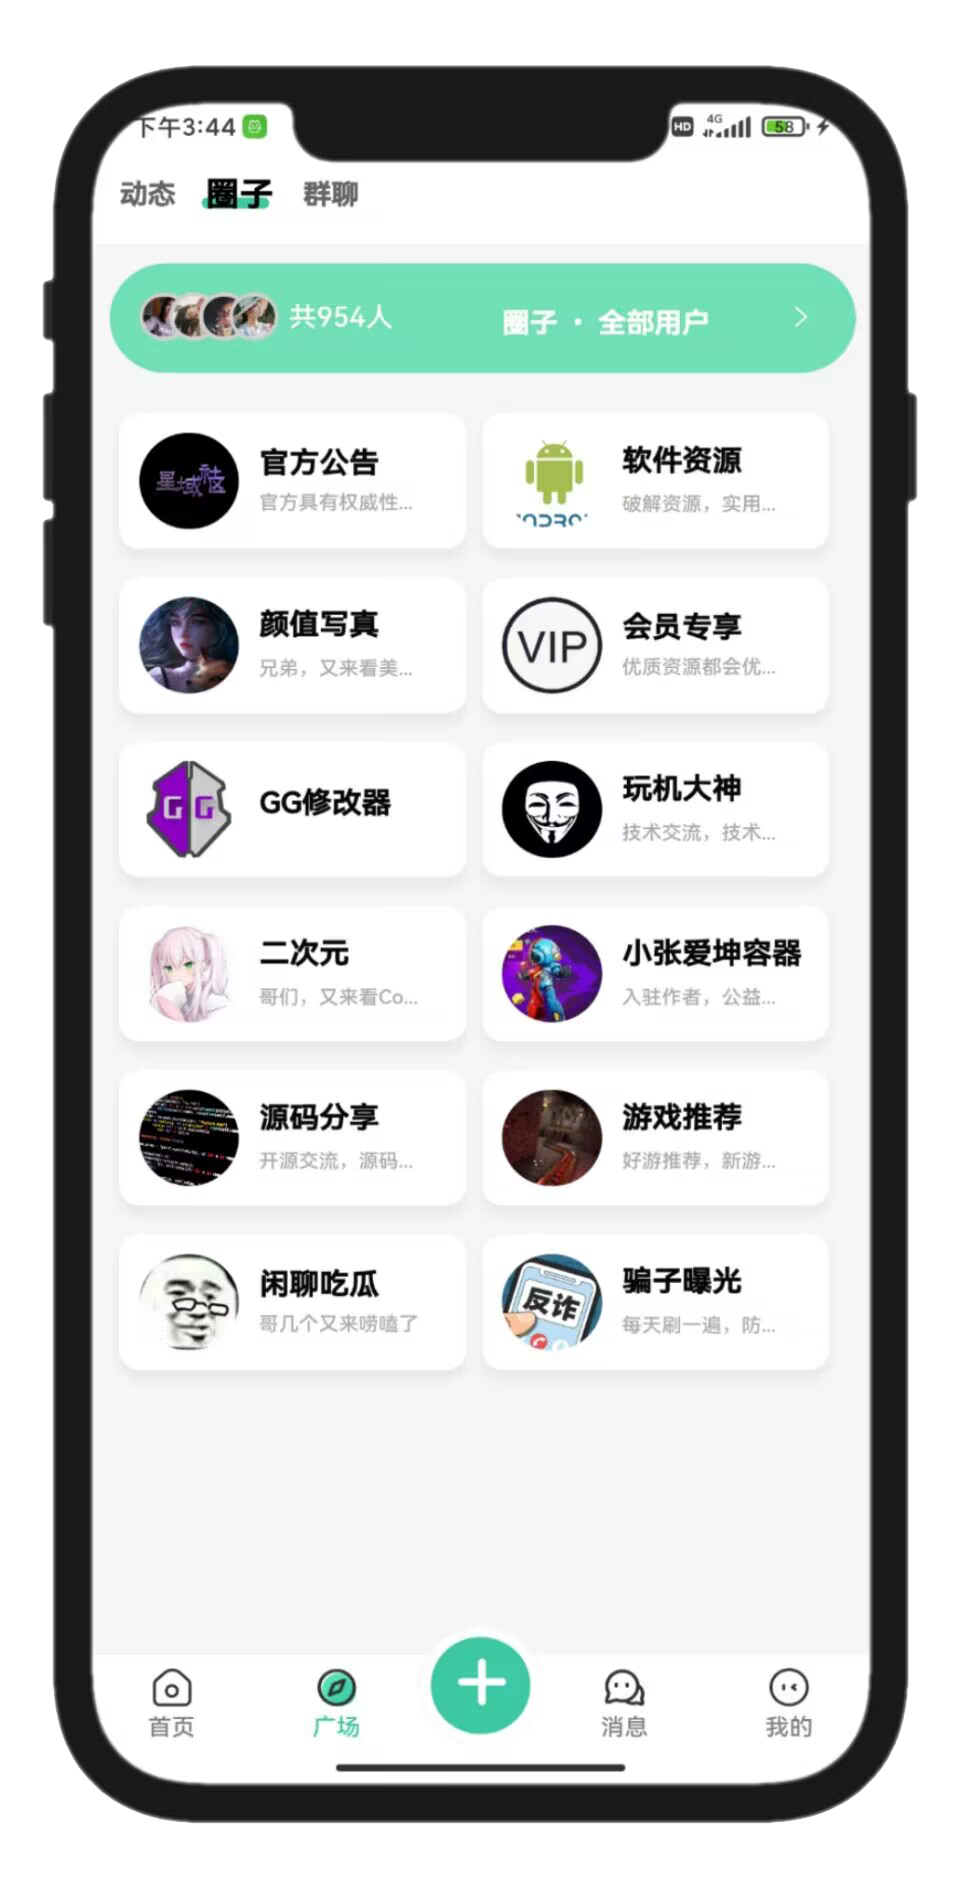 下午3:44
HD 4G 58
动态 圈子 群聊
共954人 圈子 · 全部用户
星域社
官方公告
官方具有权威性...
软件资源
破解资源，实用...
颜值写真
兄弟，又来看美...
VIP
会员专享
优质资源都会优...
GG
GG修改器
玩机大神
技术交流，技术...
二次元
哥们，又来看Co...
小张爱坤容器
入驻作者，公益...
源码分享
开源交流，源码...
游戏推荐
好游推荐，新游...
闲聊吃瓜
哥几个又来唠嗑了
反诈
骗子曝光
每天刷一遍，防...
首页 广场 消息 我的